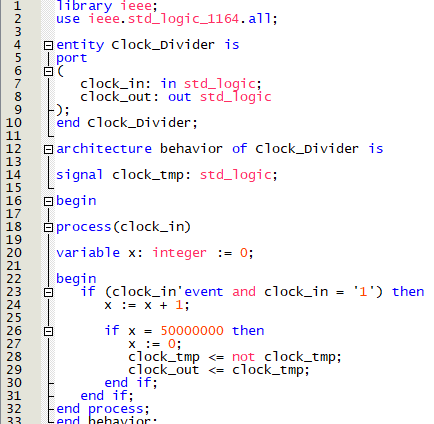 1 library ieee;
2 use ieee.std_logic_1164.all;
3
4 entity Clock_Divider is
5 port
6 (
7 clock_in: in std_logic;
8 clock_out: out std_logic
9 );
10 end Clock_Divider;
11
12 architecture behavior of Clock_Divider is
13
14 signal clock_tmp: std_logic;
15
16 begin
17
18 process(clock_in)
19
20 variable x: integer := 0;
21
22 begin
23 if (clock_in'event and clock_in = '1') then
24 x := x + 1;
25
26 if x = 50000000 then
27 x := 0;
28 clock_tmp <= not clock_tmp;
29 clock_out <= clock_tmp;
30 end if;
31 end if;
32 end process;
33 end behavior;